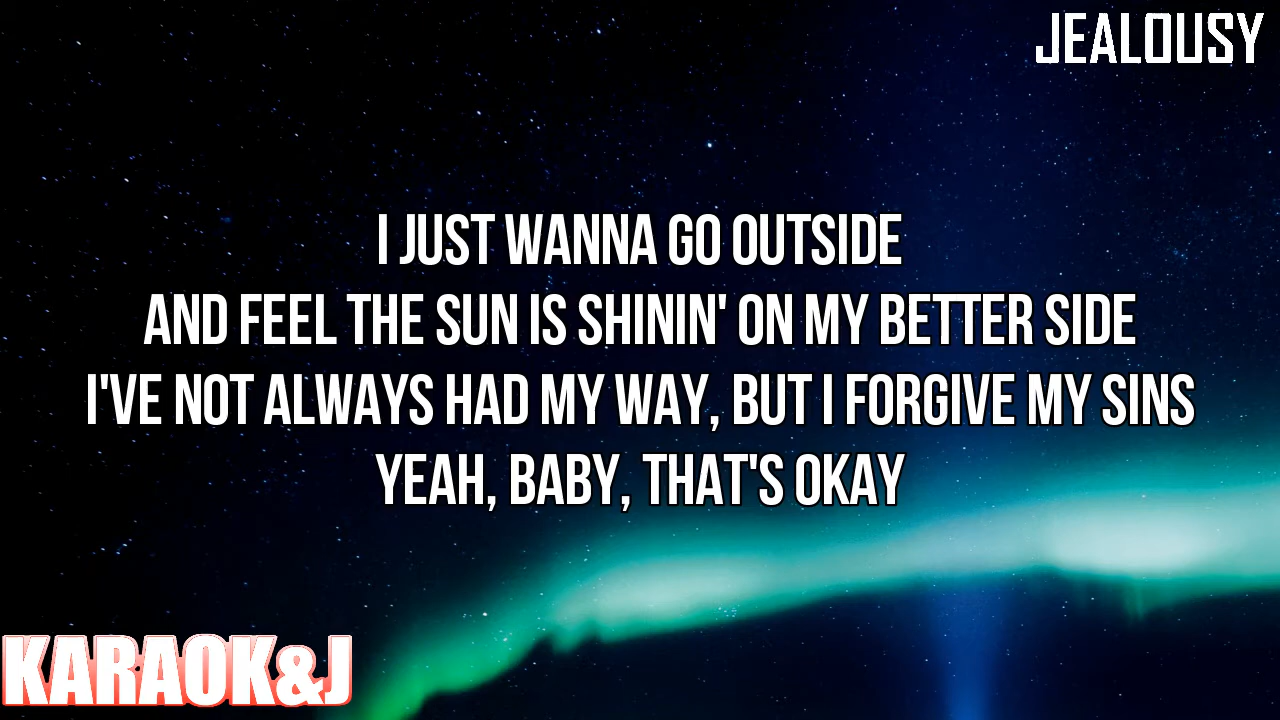 JEALOUSY
I JUST WANNA GO OUTSIDE
AND FEEL THE SUN IS SHININ' ON MY BETTER SIDE
I'VE NOT ALWAYS HAD MY WAY, BUT I FORGIVE MY SINS
YEAH, BABY, THAT'S OKAY
KARAOK&J